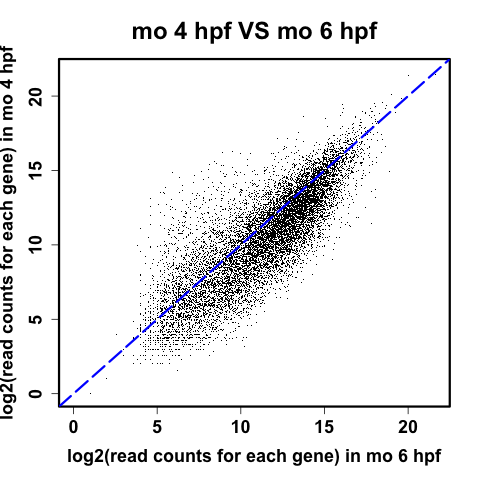 mo 4 hpf VS mo 6 hpf
log2(read counts for each gene) in mo 4 hpf
20
15
10
5
0
0 5 10 15 20
log2(read counts for each gene) in mo 6 hpf